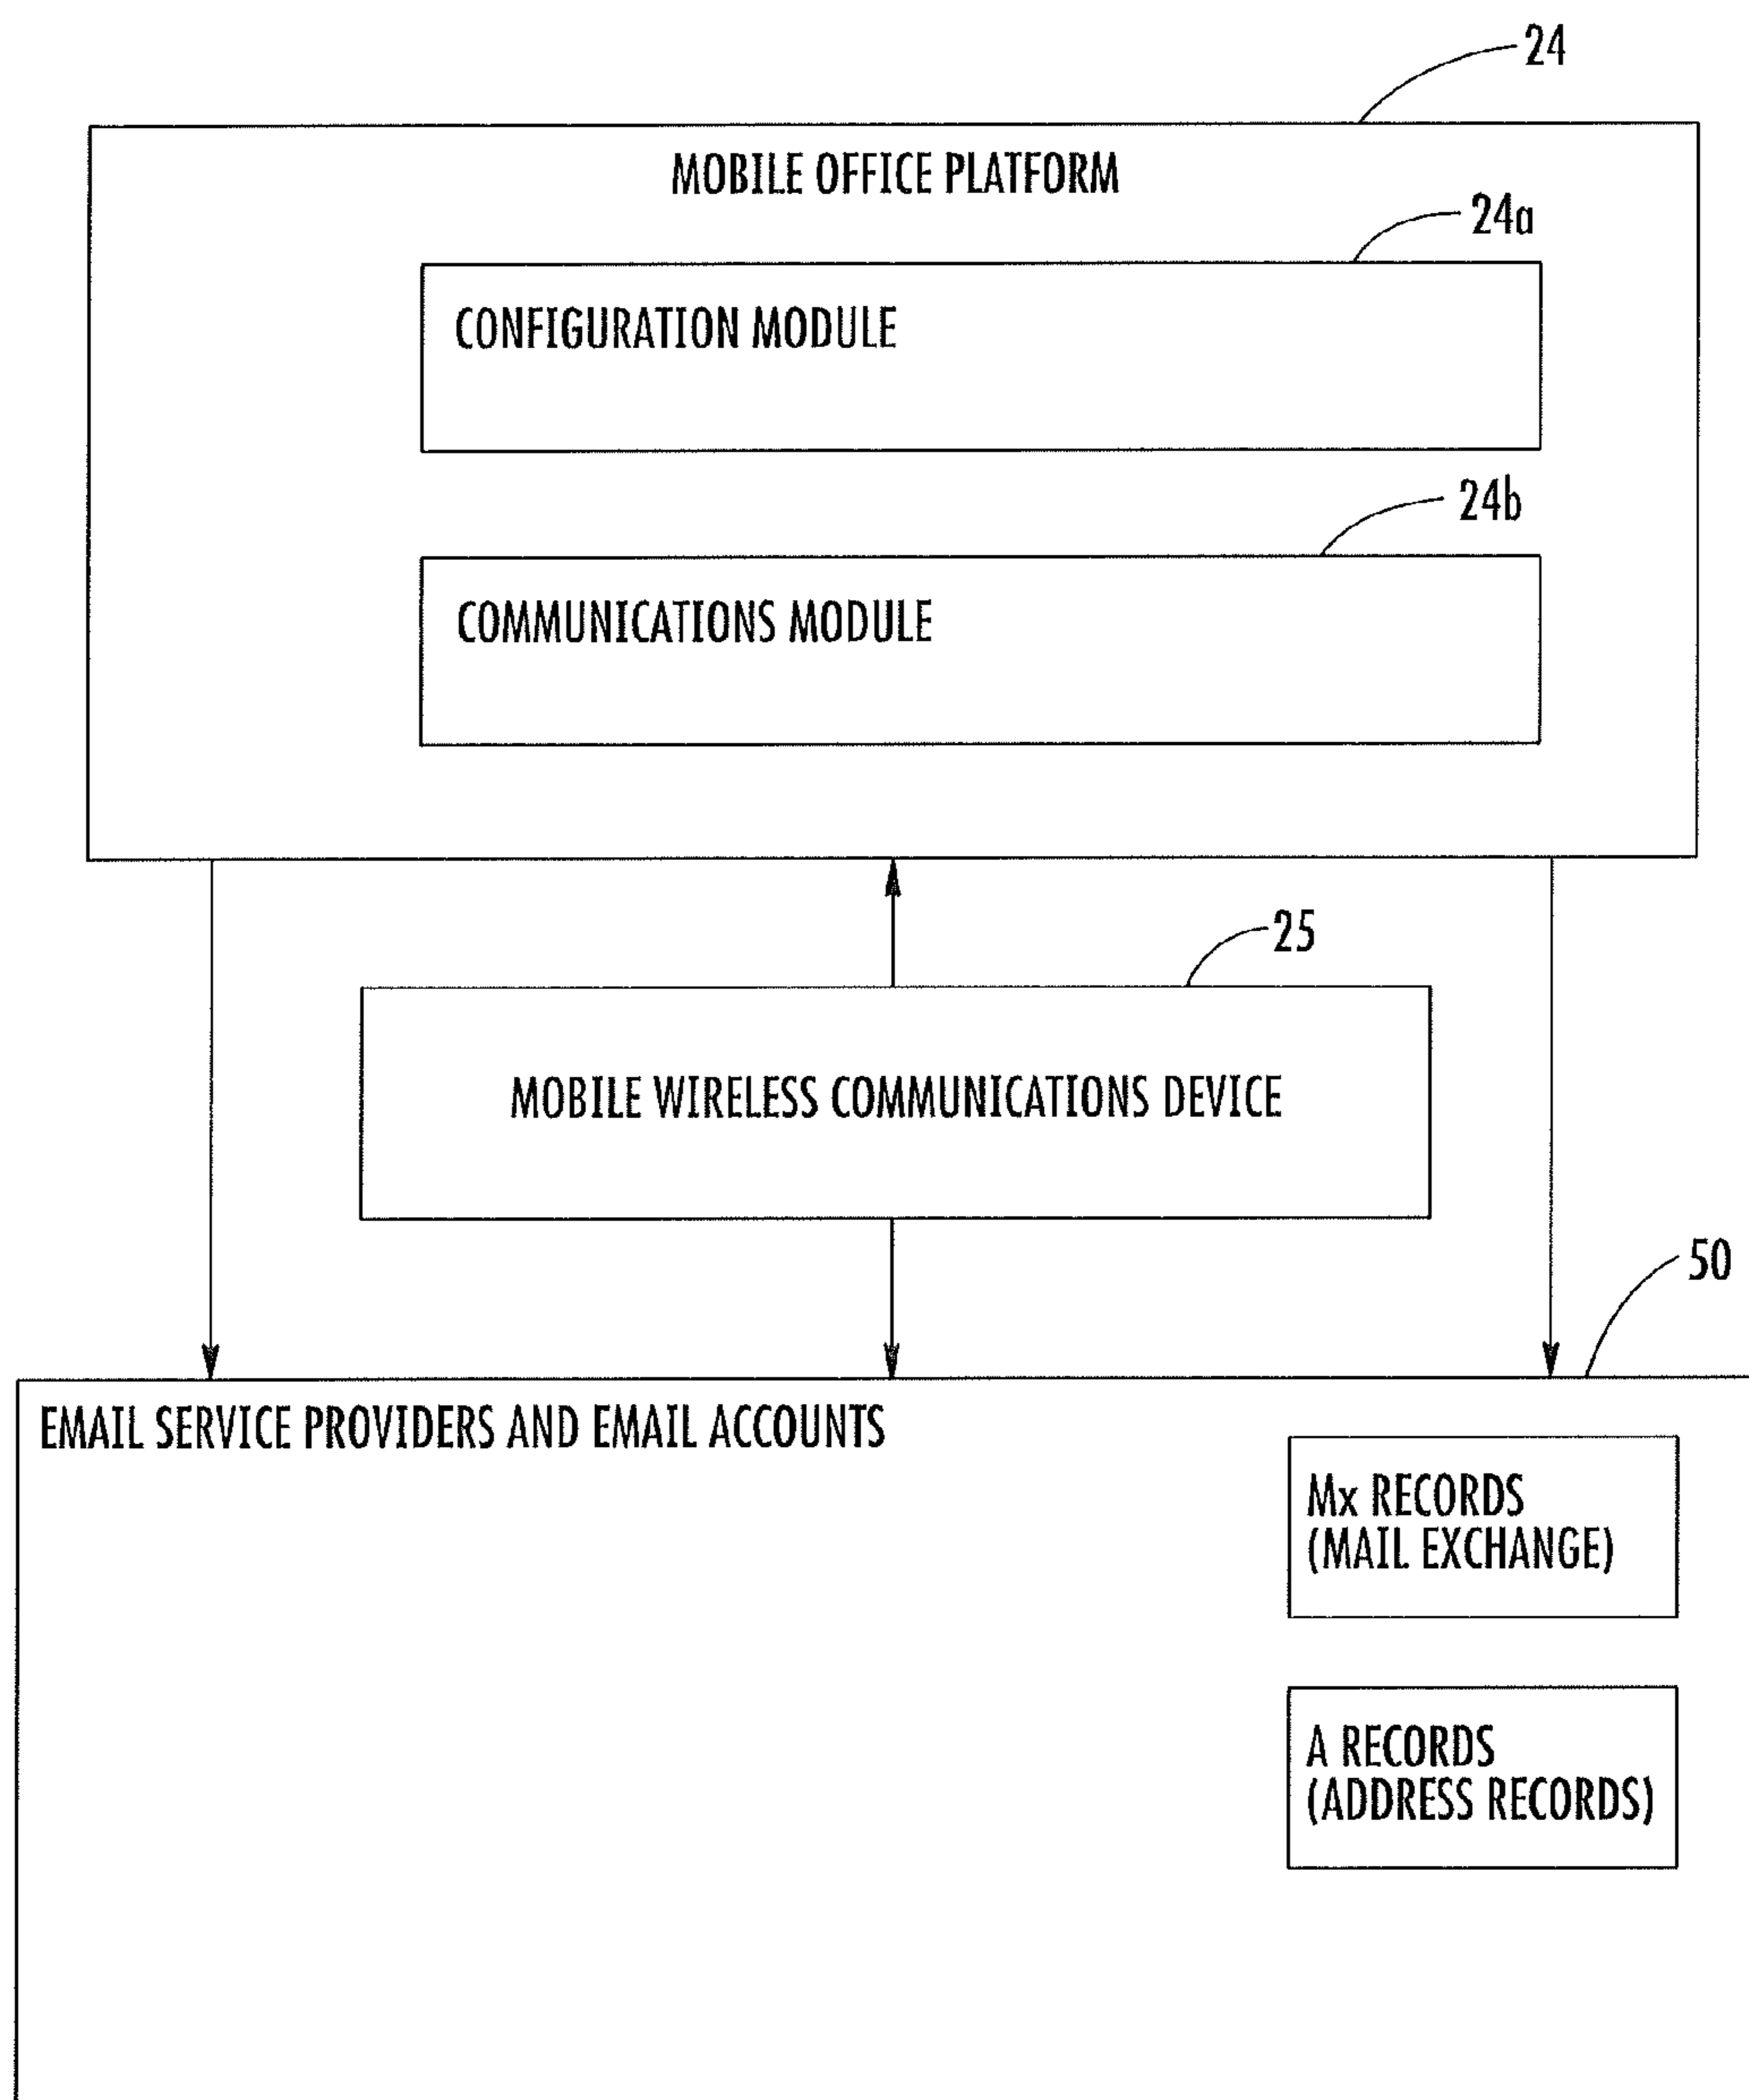 24
MOBILE OFFICE PLATFORM
24a
CONFIGURATION MODULE
24b
COMMUNICATIONS MODULE
25
MOBILE WIRELESS COMMUNICATIONS DEVICE
50
EMAIL SERVICE PROVIDERS AND EMAIL ACCOUNTS
Mx RECORDS
(MAIL EXCHANGE)
A RECORDS
(ADDRESS RECORDS)